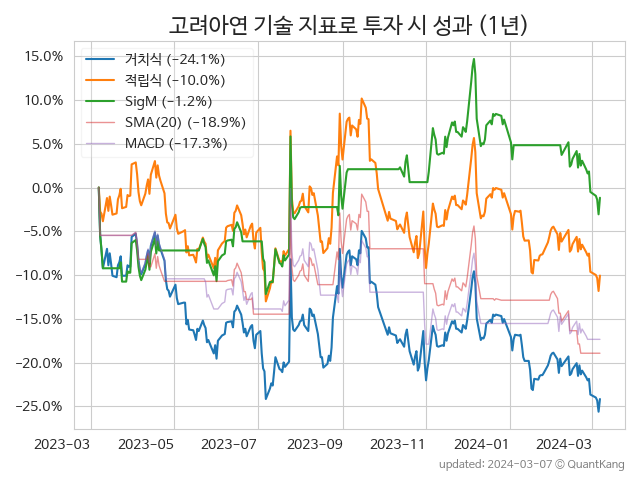 고려아연 기술 지표로 투자 시 성과 (1년)
거치식 (−24.1%)
적립식 (−10.0%)
SigM (−1.2%)
SMA(20) (−18.9%)
MACD (−17.3%)
15.0%
10.0%
5.0%
0.0%
−5.0%
−10.0%
−15.0%
−20.0%
−25.0%
2023−03 2023−05 2023−07 2023−09 2023−11 2024−01 2024−03
updated: 2024−03−07 © QuantKang